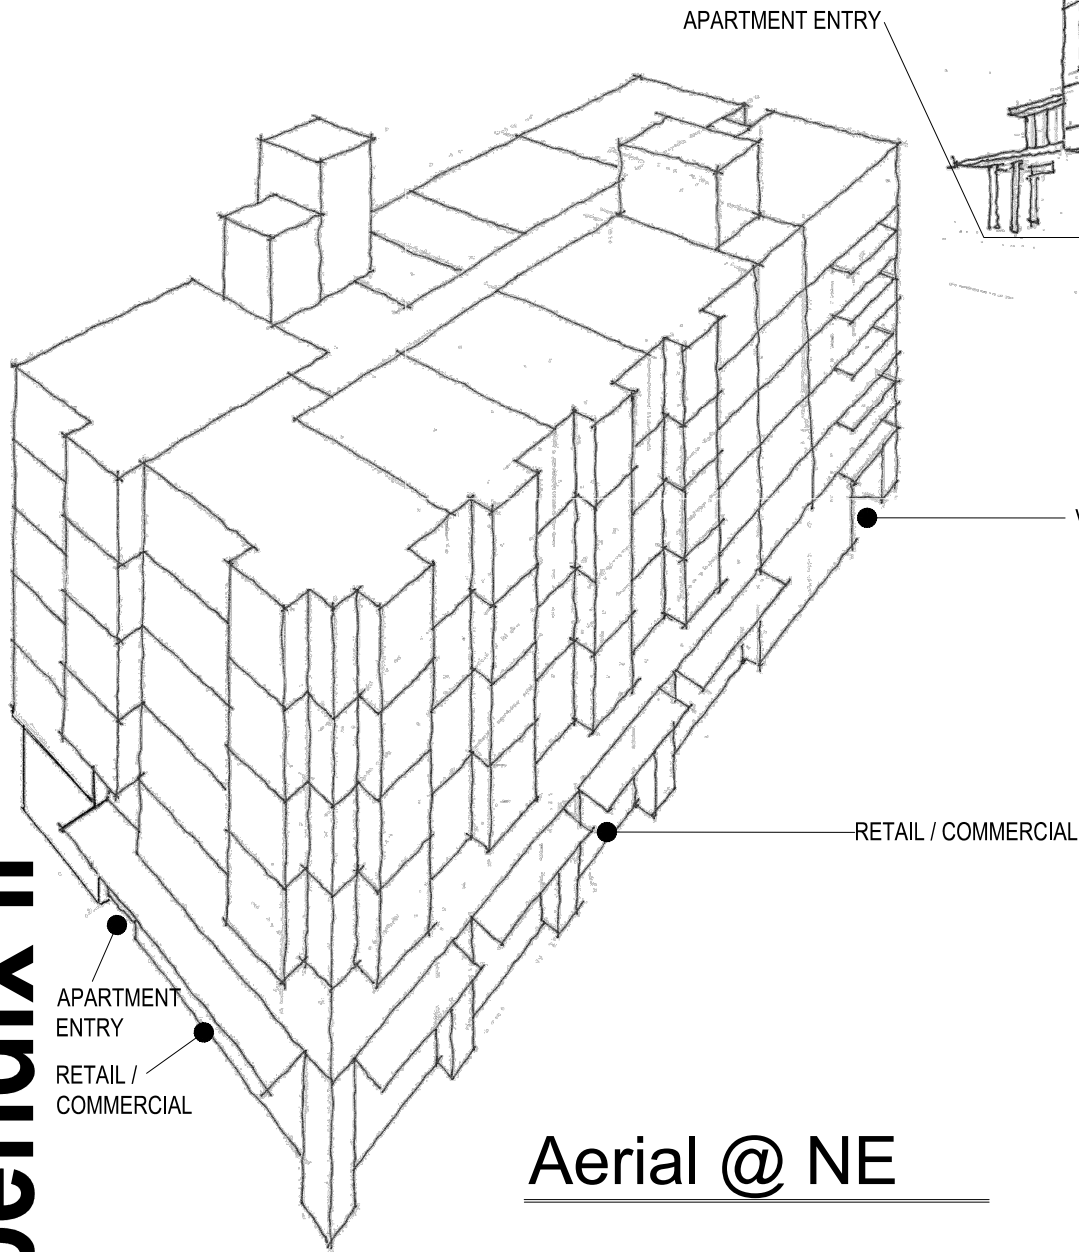 APARTMENT ENTRY
RETAIL / COMMERCIAL
APARTMENT
ENTRY
RETAIL /
COMMERCIAL
Aerial @ NE